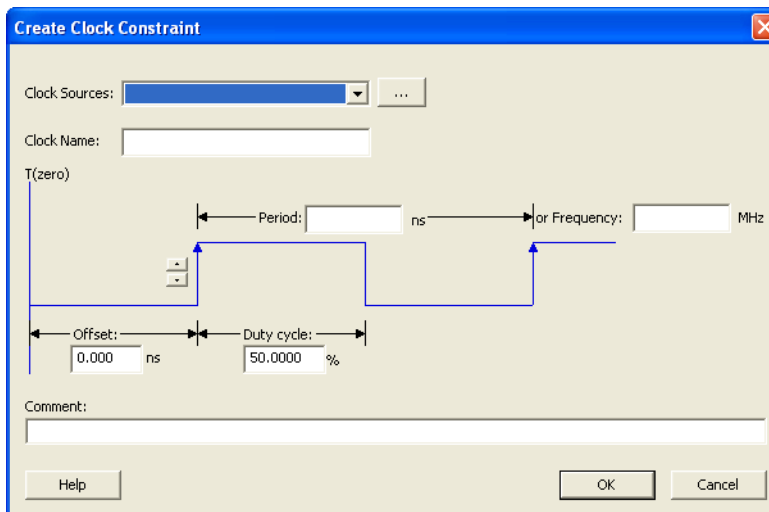 Create Clock Constraint
Clock Sources:
...
Clock Name:
T(zero)
Period: ns or Frequency: MHz
Offset: Duty cycle:
0.000 ns 50.0000 %
Comment:
Help OK Cancel